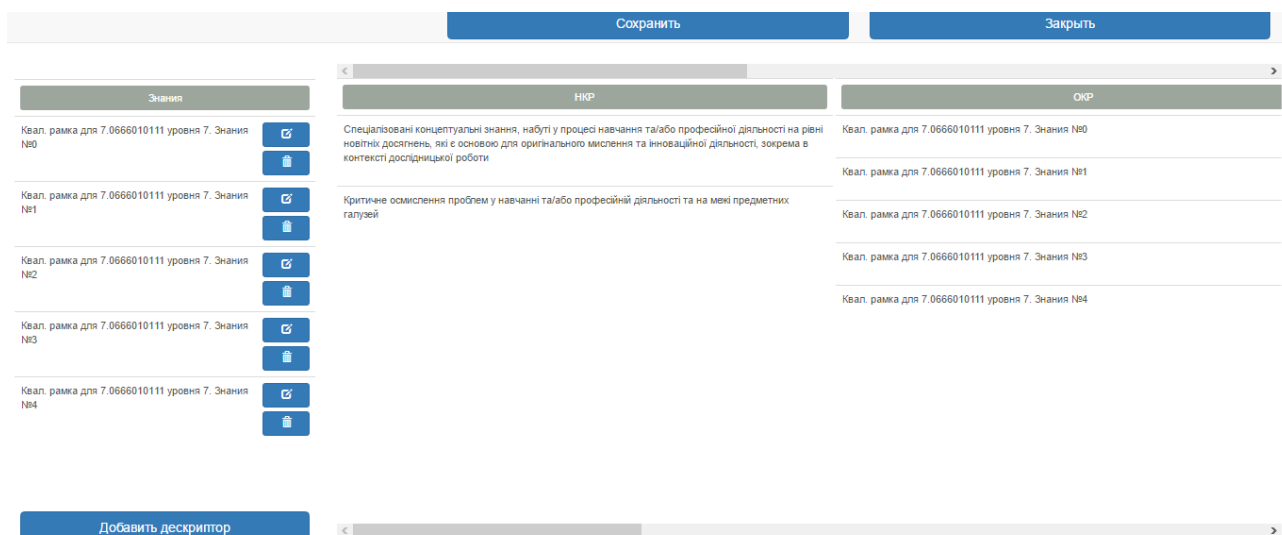 Сохранить
Закрыть
Знания
Квал. рамка для 7.0666010111 уровня 7. Знания
№0
Квал. рамка для 7.0666010111 уровня 7. Знания
№1
Квал. рамка для 7.0666010111 уровня 7. Знания
№2
Квал. рамка для 7.0666010111 уровня 7. Знания
№3
Квал. рамка для 7.0666010111 уровня 7. Знания
№4
Добавить дескриптор
НКР
Спеціалізовані концептуальні знання, набуті у процесі навчання та/або професійної діяльності на рівні
новітніх досягнень, які є основою для оригінального мислення та інноваційної діяльності, зокрема в
контексті дослідницької роботи
Критичне осмислення проблем у навчанні та/або професійній діяльності та на межі предметних
галузей
ОКР
Квал. рамка для 7.0666010111 уровня 7. Знания №0
Квал. рамка для 7.0666010111 уровня 7. Знания №1
Квал. рамка для 7.0666010111 уровня 7. Знания №2
Квал. рамка для 7.0666010111 уровня 7. Знания №3
Квал. рамка для 7.0666010111 уровня 7. Знания №4